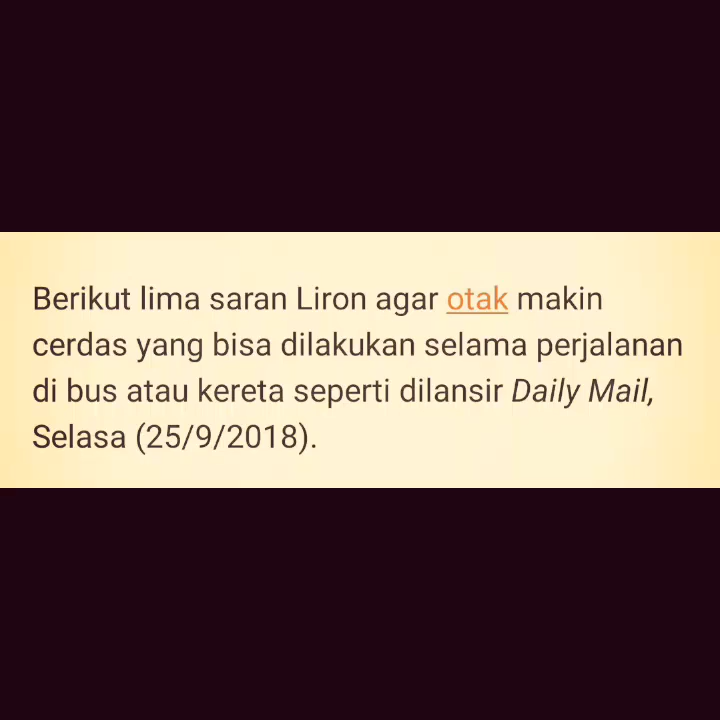 Berikut lima saran Liron agar otak makin
cerdas yang bisa dilakukan selama perjalanan
di bus atau kereta seperti dilansir Daily Mail,
Selasa (25/9/2018).